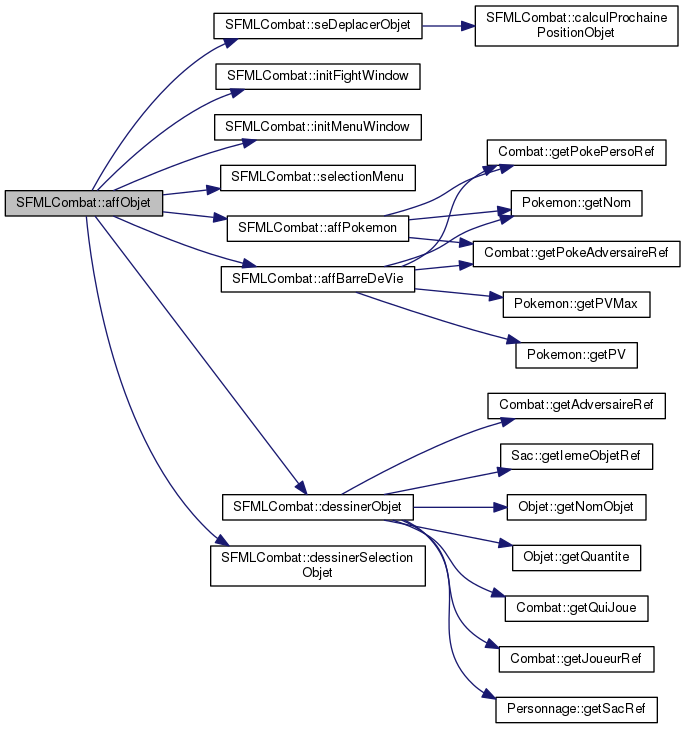 SFMLCombat::affObjet
SFMLCombat::seDeplacerObjet
SFMLCombat::calculProchaine
PositionObjet
SFMLCombat::initFightWindow
SFMLCombat::initMenuWindow
SFMLCombat::selectionMenu
SFMLCombat::affPokemon
SFMLCombat::affBarreDeVie
Combat::getPokePersoRef
Pokemon::getNom
Combat::getPokeAdversaireRef
Pokemon::getPVMax
Pokemon::getPV
SFMLCombat::dessinerObjet
Combat::getAdversaireRef
Sac::getIemeObjetRef
Objet::getNomObjet
Objet::getQuantite
Combat::getQuiJoue
Combat::getJoueurRef
Personnage::getSacRef
SFMLCombat::dessinerSelection
Objet